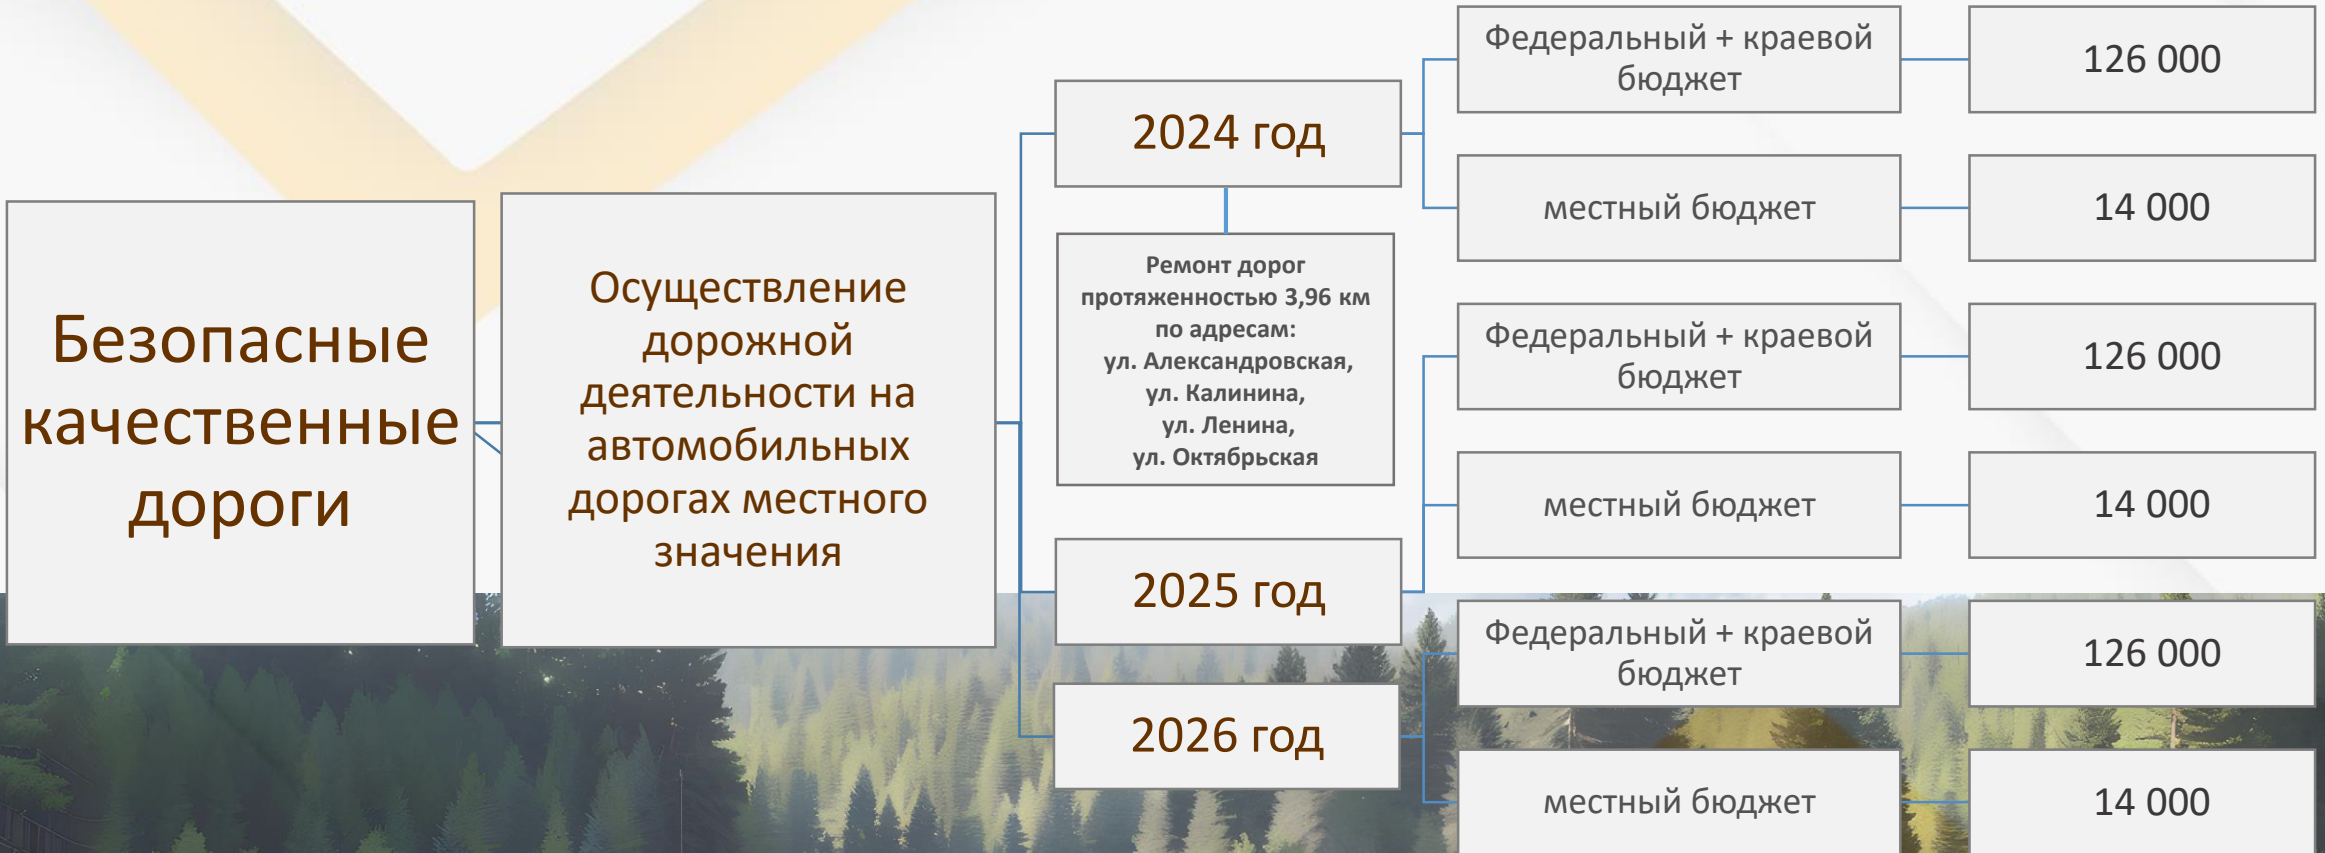 Безопасные
качественные
дороги
Осуществление
дорожной
деятельности на
автомобильных
дорогах местного
значения
2024 год
Ремонт дорог
протяженностью 3,96 км
по адресам:
ул. Александровская,
ул. Калинина,
ул. Ленина,
ул. Октябрьская
2025 год
2026 год
Федеральный + краевой
бюджет
126 000
местный бюджет
14 000
Федеральный + краевой
бюджет
126 000
местный бюджет
14 000
Федеральный + краевой
бюджет
126 000
местный бюджет
14 000